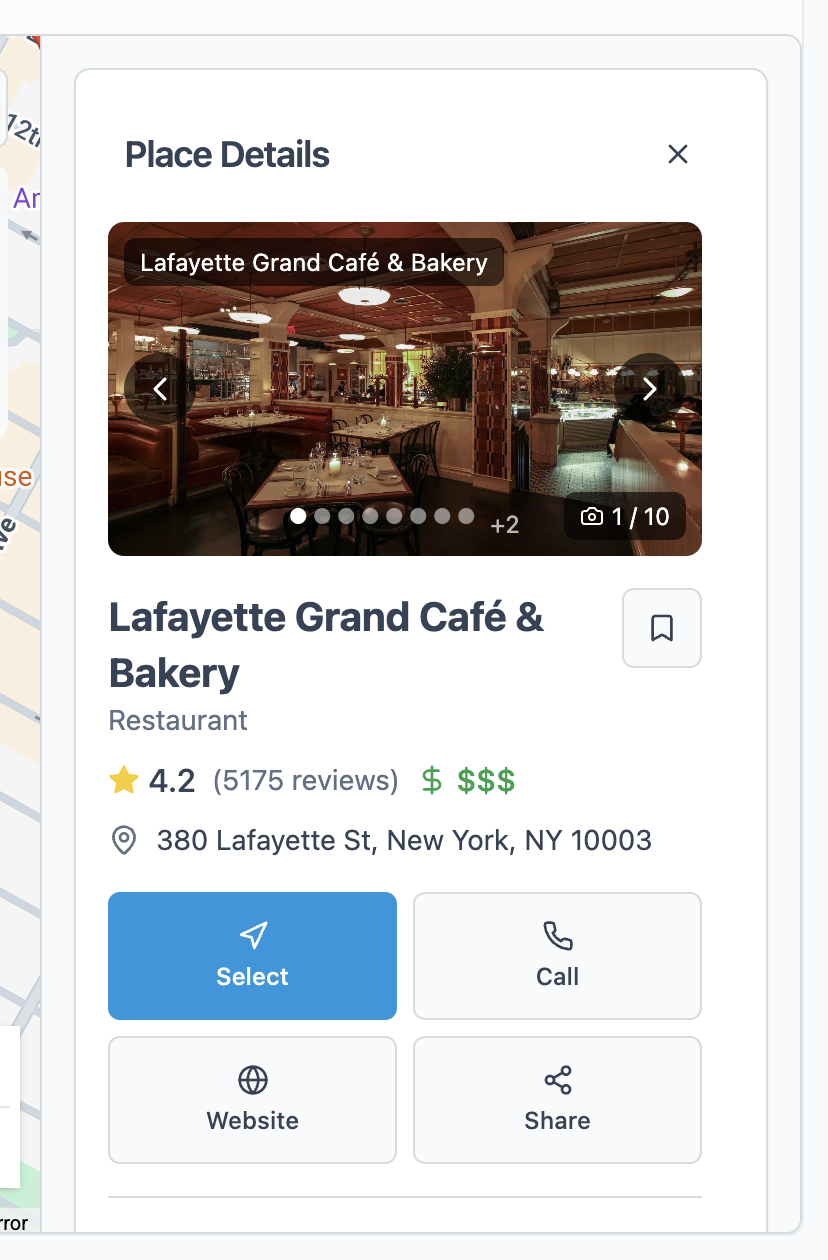 12th
Ar
Place Details
Lafayette Grand Café & Bakery
+2
1 / 10
use
ve
Lafayette Grand Café &
Bakery
Restaurant
4.2 (5175 reviews) $ $$$
380 Lafayette St, New York, NY 10003
Select
Call
Website
Share
rror